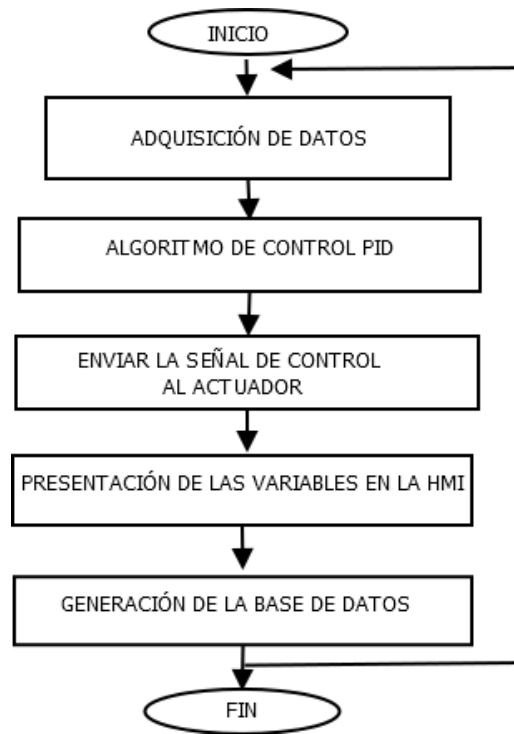 INICIO
ADQUISICIÓN DE DATOS
ALGORITMO DE CONTROL PID
ENVIAR LA SEÑAL DE CONTROL
AL ACTUADOR
PRESENTACIÓN DE LAS VARIABLES EN LA HMI
GENERACIÓN DE LA BASE DE DATOS
FIN